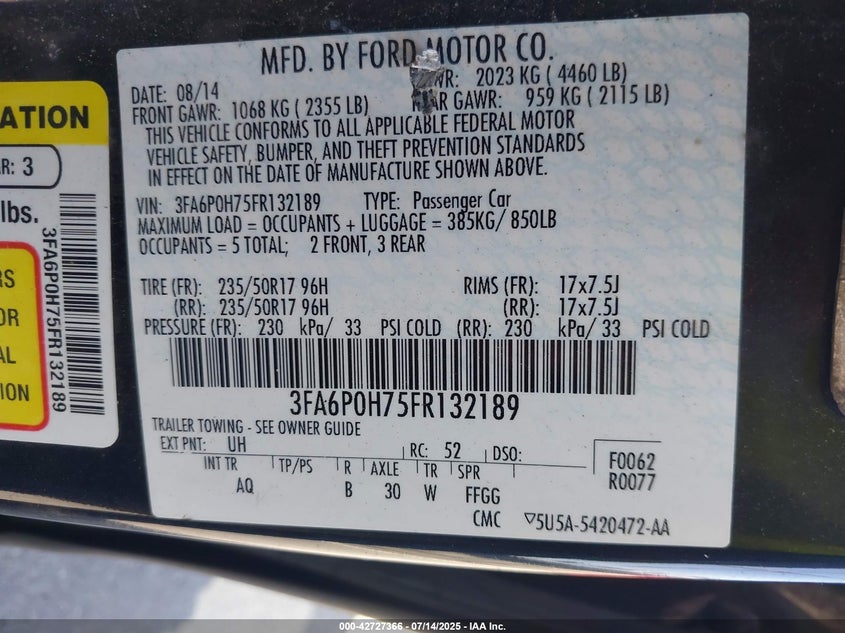 MFD. BY FORD MOTOR CO.
DATE: 08/14 WR: 2023 KG ( 4460 LB)
FRONT GAWR: 1068 KG ( 2355 LB) AR GAWR: 959 KG ( 2115 LB)
THIS VEHICLE CONFORMS TO ALL APPLICABLE FEDERAL MOTOR
VEHICLE SAFETY, BUMPER, AND THEFT PREVENTION STANDARDS
IN EFFECT ON THE DATE OF MANUFACTURE SHOWN ABOVE.
VIN: 3FA6P0H75FR132189 TYPE: Passenger Car
MAXIMUM LOAD = OCCUPANTS + LUGGAGE = 385KG/ 850LB
OCCUPANTS = 5 TOTAL; 2 FRONT, 3 REAR
TIRE (FR): 235/50R17 96H RIMS (FR): 17x7.5J
(RR): 235/50R17 96H (RR): 17x7.5J
PRESSURE (FR): 230 kPa/ 33 PSI COLD (RR): 230 kPa/ 33 PSI COLD
3FA6P0H75FR132189
TRAILER TOWING - SEE OWNER GUIDE
EXT PNT: UH RC: 52 DSO:
INT TR TP/PS R AXLE TR SPR
AQ B 30 W FFGG
F0062
R0077
CMC ▽5U5A-5420472-AA
ATION
AR: 3
lbs.
3FA6P0H75FR132189
RS
OR
AL
ION
000-42727366 - 07/14/2025 - IAA Inc.